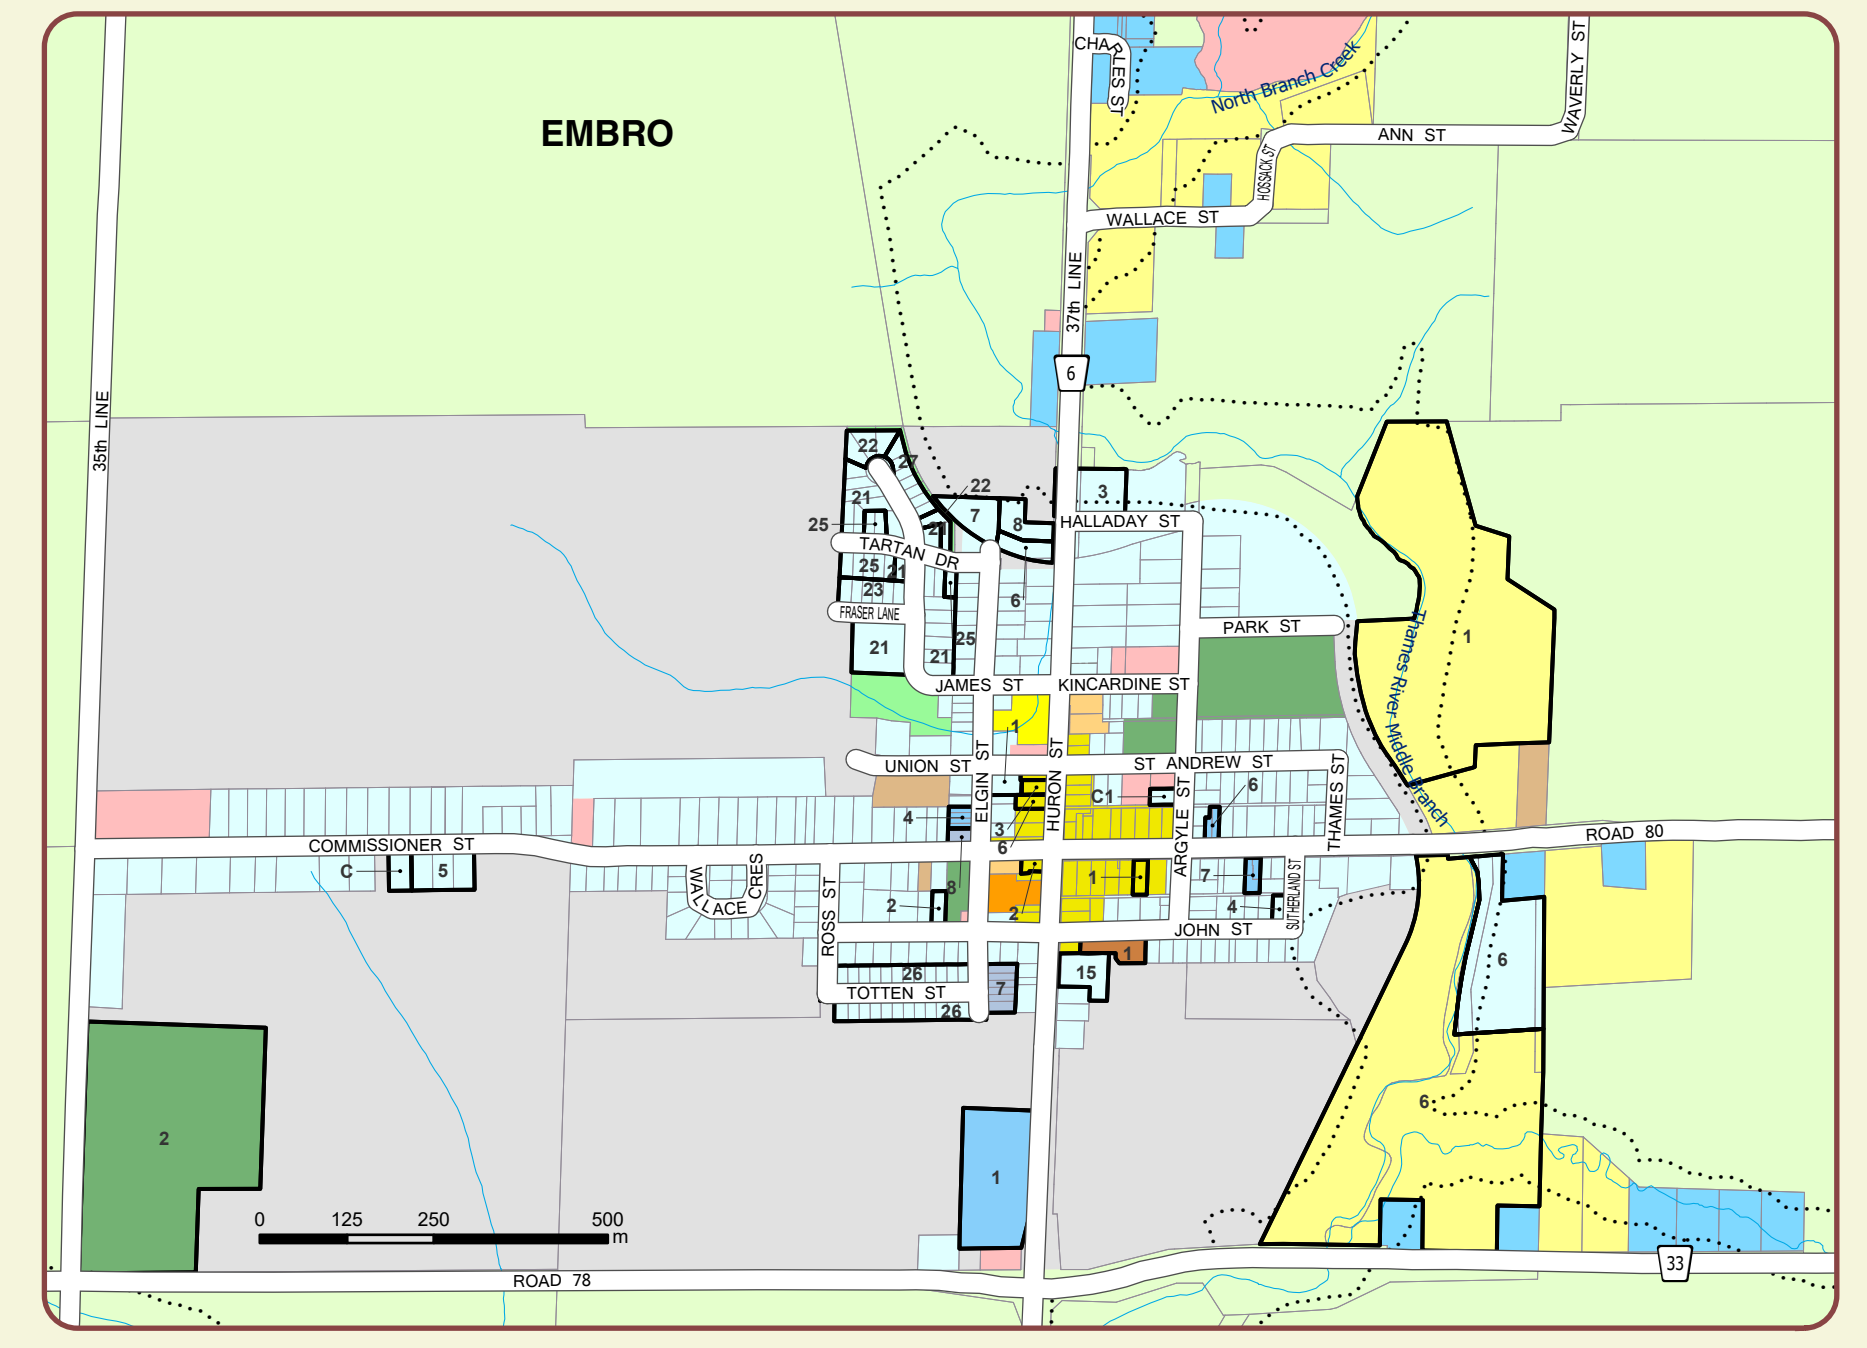 CHARLES ST
North Branch Creek
WAVERLY ST
EMBRO
ANN ST
HOSSACK ST
WALLACE ST
37th LINE
6
35th LINE
22
27
22
21
7
8
3
25
21
HALLADAY ST
TARTAN DR
25
21
23
6
FRASER LANE
PARK ST
25
1
21
21
Thames River Middle Branch
JAMES ST
KINCARDINE ST
1
UNION ST
ELGIN ST
HURON ST
ST ANDREW ST
THAMES ST
6
C1
ARGYLE ST
4
3
6
ROAD 80
COMMISSIONER ST
C
5
WALLACE CRES
ROSS ST
8
2
2
1
7
4
SUTHERLAND ST
JOHN ST
1
26
15
6
TOTTEN ST
7
26
6
2
1
0 125 250 500
m
33
ROAD 78